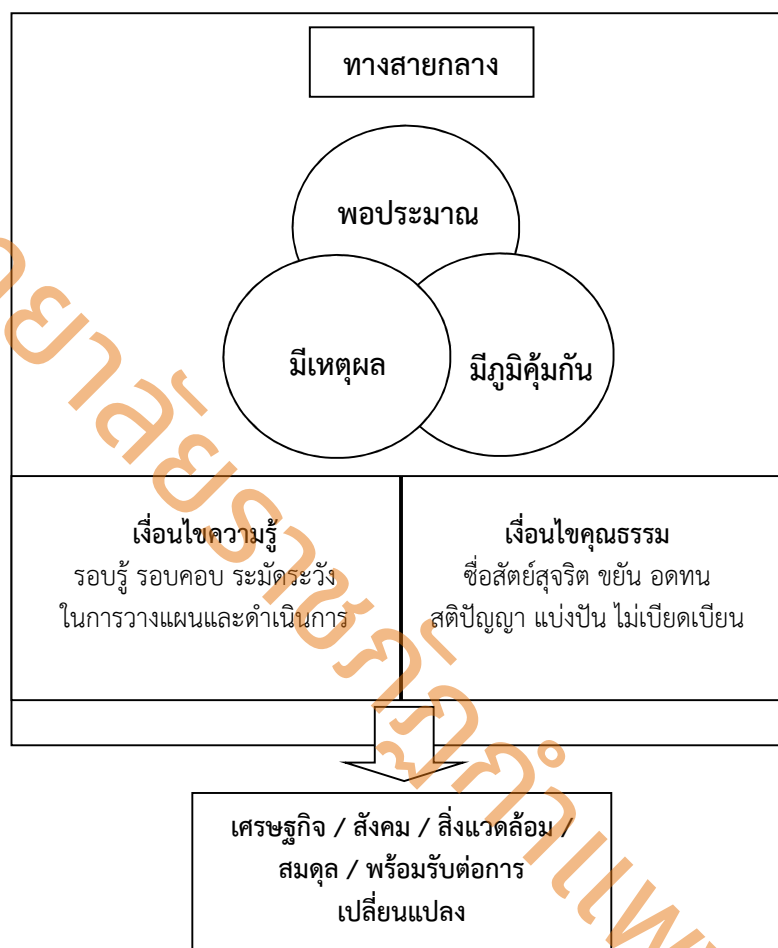 ทางสายกลาง
พอประมาณ
มีเหตุผล
มีภูมิคุ้มกัน
เงื่อนไขความรู้
รอบรู้ รอบคอบ ระมัดระวัง
ในการวางแผนและดำเนินการ
เงื่อนไขคุณธรรม
ซื่อสัตย์สุจริต ขยัน อดทน
สติปัญญา แบ่งปัน ไม่เบียดเบียน
เศรษฐกิจ / สังคม / สิ่งแวดล้อม /
สมดุล / พร้อมรับต่อการ
เปลี่ยนแปลง